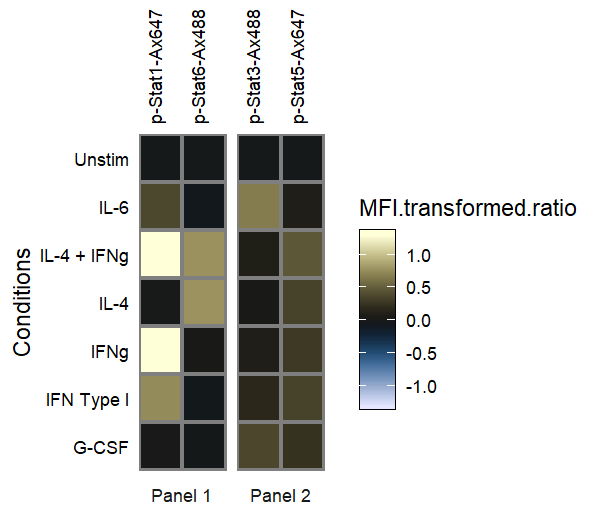 p-Stat1-Ax647
p-Stat6-Ax488
p-Stat3-Ax488
p-Stat5-Ax647
Conditions
Unstim
IL-6
IL-4 + IFNg
IL-4
IFNg
IFN Type I
G-CSF
Panel 1
Panel 2
MFI.transformed.ratio
1.0
0.5
0.0
-0.5
-1.0